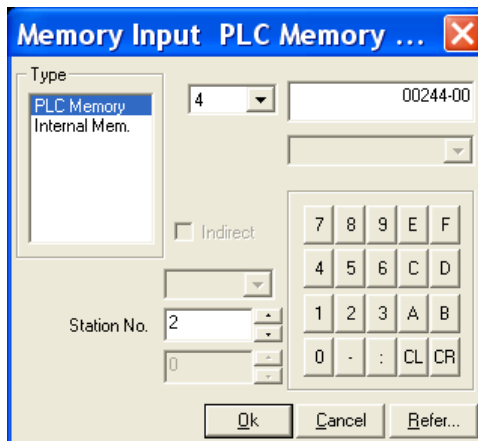 Memory Input PLC Memory ...
Type
PLC Memory
Internal Mem.
4
00244-00
Indirect
Station No.
2
0
7 8 9 E F
4 5 6 C D
1 2 3 A B
0 - : CL CR
Ok Cancel Refer...